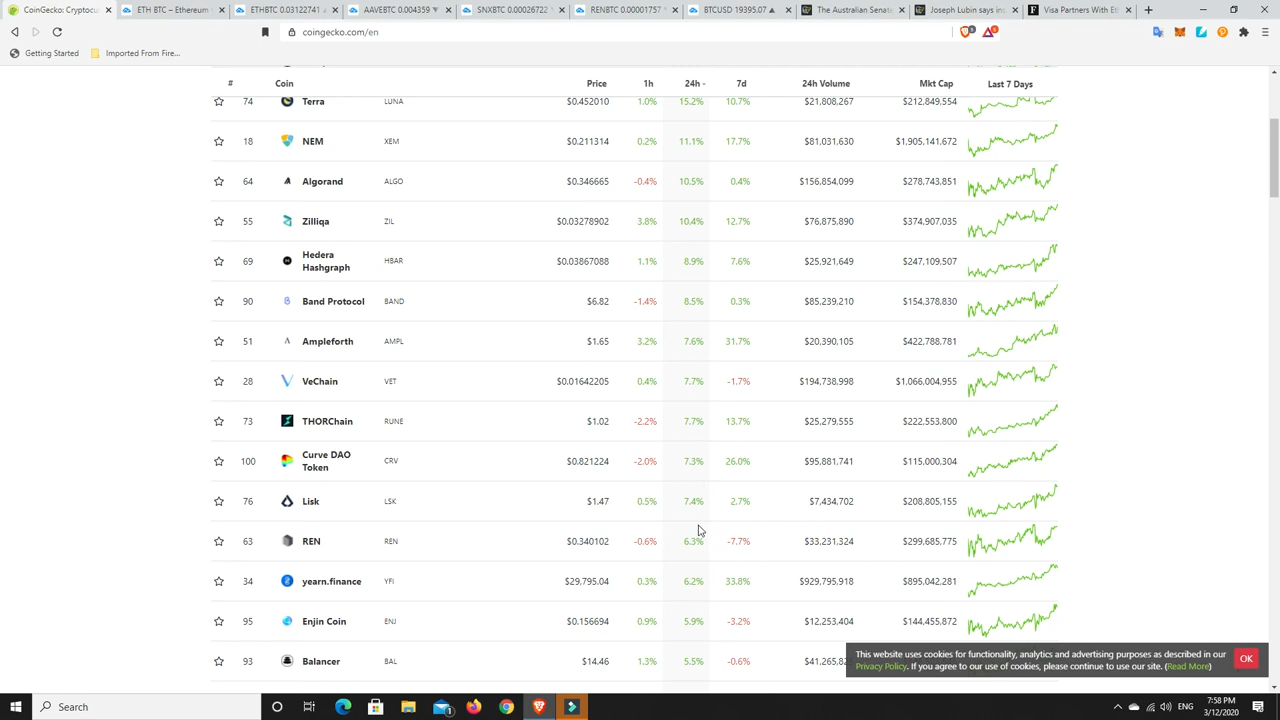 CoinGecko: Cryptocu
ETH BTC – Ethereum
ETHBTC 0.03122741
AAVEBTC 0.004359 ▼
SNXBTC 0.00026722
RENBTC 0.00001757
BTCUSD 19395.07 ▲
The Australian Senate
Joseph Lubin says inst
Visa Partners With Eth
coingecko.com/en
Getting Started
Imported From Fire...
# Coin Price 1h 24h 7d 24h Volume Mkt Cap Last 7 Days
74 Terra LUNA $0.452010 1.0% 15.2% 10.7% $21,808,267 $212,849,554
18 NEM XEM $0.211314 0.2% 11.1% 17.7% $81,031,630 $1,905,141,672
64 Algorand ALGO $0.346665 -0.4% 10.5% 0.4% $156,854,099 $278,743,851
55 Zilliqa ZIL $0.03278902 3.8% 10.4% 12.7% $76,875,890 $374,907,035
69 Hedera
Hashgraph HBAR $0.03867088 1.1% 8.9% 7.6% $25,921,649 $247,109,507
90 Band Protocol BAND $6.82 -1.4% 8.5% 0.3% $85,239,210 $154,378,830
51 Ampleforth AMPL $1.65 3.2% 7.6% 31.7% $20,390,105 $422,788,781
28 VeChain VET $0.01642205 0.4% 7.7% -1.7% $194,738,998 $1,066,004,955
73 THORChain RUNE $1.02 -2.2% 7.7% 13.7% $25,279,555 $222,553,800
100 Curve DAO
Token CRV $0.821224 -2.0% 7.3% 26.0% $95,881,741 $115,000,304
76 Lisk LSK $1.47 0.5% 7.4% 2.7% $7,434,702 $208,805,155
63 REN REN $0.340102 -0.6% 6.3% -7.7% $33,231,324 $299,685,775
34 yearn.finance YFI $29,795.04 0.3% 6.2% 33.8% $929,795,918 $895,042,281
95 Enjin Coin ENJ $0.156694 0.9% 5.9% -3.2% $12,253,404 $144,455,872
93 Balancer BAL $14.46 1.3% 5.5% -0.6% $41,265,8
This website uses cookies for functionality, analytics and advertising purposes as described in our
Privacy Policy. If you agree to our use of cookies, please continue to use our site. (Read More)
OK
Search
ENG
7:58 PM
3/12/2020